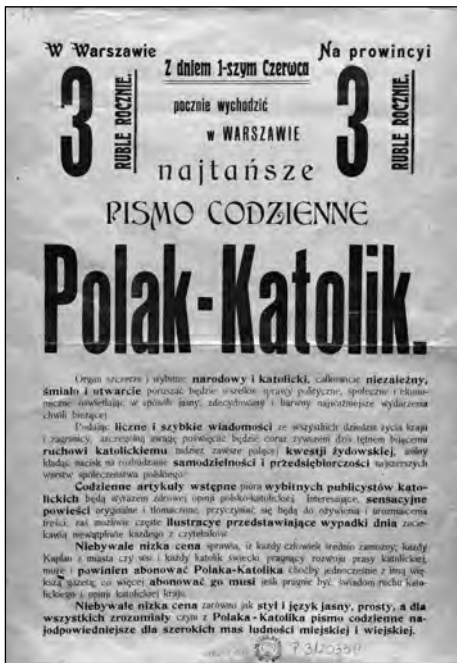 W Warszawie
Na prowincyi
3
RUBLE ROCZNIE.
Z dniem 1-szym Czerwca
pocznie wychodzić
w WARSZAWIE
3
RUBLE ROCZNIE.
najtańsze
PISMO CODZIENNE
Polak-Katolik.
Organ szczerze i wybitnie narodowy i katolicki, całkowicie niezależny,
śmiało i otwarcie poruszać będzie wszelkie sprawy polityczne, społeczne i ekono-
miczne oświetlając w sposób jasny, zdecydowany i barwny najważniejsze wydarzenia
chwili bieżącej.
Podając liczne i szybkie wiadomości ze wszystkich dziedzin życia kraju
i zagranicy, szczególną uwagę poświęcać będzie coraz żywszem dziś tętnem bijącemu
ruchowi katolickiemu tudzież zawsze palącej kwestji żydowskiej, silny
kładąc nacisk na rozbudzanie samodzielności i przedsiębiorczości najszerszych
warstw społeczeństwa polskiego.
Codzienne artykuły wstępne pióra wybitnych publicystów kato-
lickich będą wyrazem zdrowej opinji polsko-katolickiej. Interesujące, sensacyjne
powieści oryginalne i tłomaczone, przyczyniać się będą do ożywienia i urozmaicenia
treści, zaś możliwie częste ilustracye przedstawiające wypadki dnia zacie-
kawią niewątpliwie każdego z czytelników.
Niebywale nizka cena sprawia, iż każdy człowiek średnio zamożny, każdy
Kapłan z miasta czy wsi i każdy katolik świecki pragnący rozwoju prasy katolickiej,
może i powinien abonować Polaka-Katolika choćby jednocześnie z inną więk-
szą gazetą, co więcej abonować go musi jeśli pragnie być świadom ruchu kato-
lickiego i opinji katolickiej kraju.
Niebywale nizka cena zarówno jak styl i język jasny, prosty, a dla
wszystkich zrozumiały czyni z Polaka-Katolika pismo codzienne na-
jodpowiedniejsze dla szerokich mas ludności miejskiej i wiejskiej.